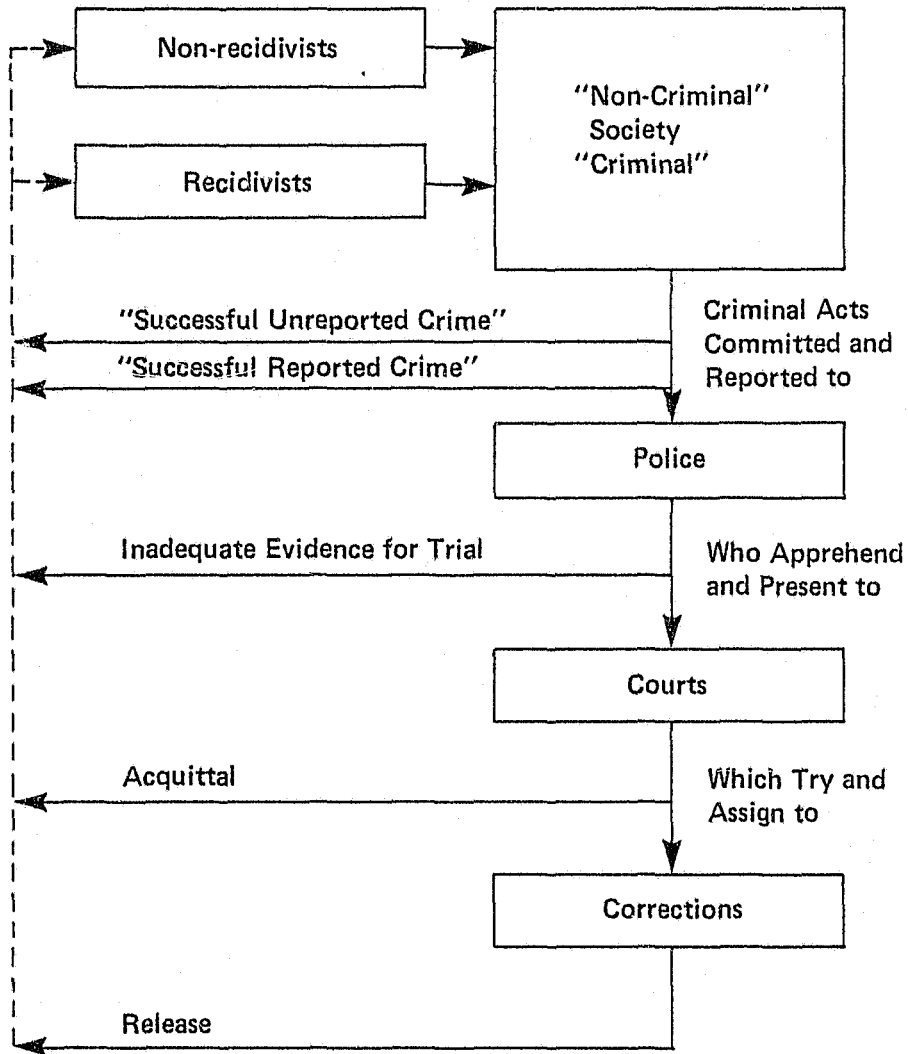 Non-recidivists
"Non-Criminal"
Society
"Criminal"
Recidivists
"Successful Unreported Crime"
Criminal Acts
Committed and
Reported to
"Successful Reported Crime"
Police
Inadequate Evidence for Trial
Who Apprehend
and Present to
Courts
Acquittal
Which Try and
Assign to
Corrections
Release